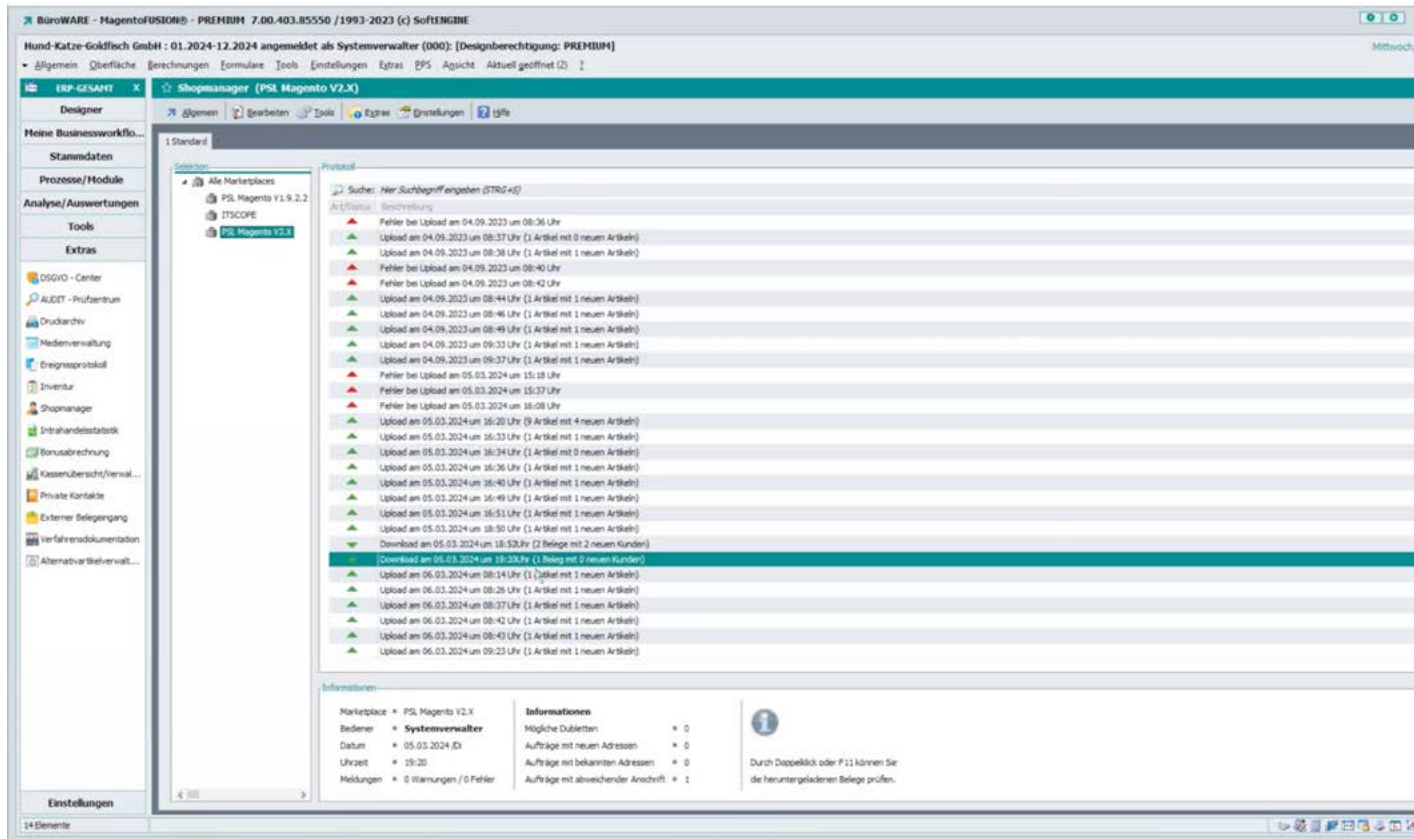 BüroWARE - MagentoFUSION® - PREMIUM 7.00.403.85550 /1993-2023 (c) SoftENGINE
Hund-Katze-Goldfisch GmbH : 01.2024-12.2024 angemeldet als Systemverwalter (000): [Designberechtigung: PREMIUM]
Mittwoch,
Allgemein Oberfläche Berechnungen Formulare Tools Einstellungen Extras PPS Ansicht Aktuell geöffnet (2) ?
ERP-GESAMT X
Designer
Meine Businessworkflo...
Stammdaten
Prozesse/Module
Analyse/Auswertungen
Tools
Extras
DSGVO - Center
AUDIT - Prüfzentrum
Druckarchiv
Medienverwaltung
Ereignisprotokoll
Inventur
Shopmanager
Intrahandelsstatistik
Bonusabrechnung
Kassenübersicht/Verwal...
Private Kontakte
Externer Belegeingang
Verfahrensdokumentation
Alternativartikelverwalt...
Einstellungen
14 Elemente
Shopmanager (PSL Magento V2.X)
Allgemein Bearbeiten Tools Extras Einstellungen Hilfe
1 Standard
Selektion
Alle Marketplaces
PSL Magento V1.9.2.2
ITSCOPE
PSL Magento V2.X
Protokoll
Suche: Hier Suchbegriff eingeben (STRG+S)
Art/Status Beschreibung
Fehler bei Upload am 04.09.2023 um 08:36 Uhr
Upload am 04.09.2023 um 08:37 Uhr (1 Artikel mit 0 neuen Artikeln)
Upload am 04.09.2023 um 08:38 Uhr (1 Artikel mit 1 neuen Artikeln)
Fehler bei Upload am 04.09.2023 um 08:40 Uhr
Fehler bei Upload am 04.09.2023 um 08:42 Uhr
Upload am 04.09.2023 um 08:44 Uhr (1 Artikel mit 1 neuen Artikeln)
Upload am 04.09.2023 um 08:46 Uhr (1 Artikel mit 1 neuen Artikeln)
Upload am 04.09.2023 um 08:49 Uhr (1 Artikel mit 1 neuen Artikeln)
Upload am 04.09.2023 um 09:33 Uhr (1 Artikel mit 1 neuen Artikeln)
Upload am 04.09.2023 um 09:37 Uhr (1 Artikel mit 1 neuen Artikeln)
Fehler bei Upload am 05.03.2024 um 15:18 Uhr
Fehler bei Upload am 05.03.2024 um 15:37 Uhr
Fehler bei Upload am 05.03.2024 um 16:08 Uhr
Upload am 05.03.2024 um 16:20 Uhr (9 Artikel mit 4 neuen Artikeln)
Upload am 05.03.2024 um 16:33 Uhr (1 Artikel mit 1 neuen Artikeln)
Upload am 05.03.2024 um 16:34 Uhr (1 Artikel mit 0 neuen Artikeln)
Upload am 05.03.2024 um 16:36 Uhr (1 Artikel mit 1 neuen Artikeln)
Upload am 05.03.2024 um 16:40 Uhr (1 Artikel mit 1 neuen Artikeln)
Upload am 05.03.2024 um 16:49 Uhr (1 Artikel mit 1 neuen Artikeln)
Upload am 05.03.2024 um 16:51 Uhr (1 Artikel mit 1 neuen Artikeln)
Upload am 05.03.2024 um 18:50 Uhr (1 Artikel mit 1 neuen Artikeln)
Download am 05.03.2024 um 18:52Uhr (2 Belege mit 2 neuen Kunden)
Download am 05.03.2024 um 19:20Uhr (1 Beleg mit 0 neuen Kunden)
Upload am 06.03.2024 um 08:14 Uhr (1 Artikel mit 1 neuen Artikeln)
Upload am 06.03.2024 um 08:26 Uhr (1 Artikel mit 1 neuen Artikeln)
Upload am 06.03.2024 um 08:37 Uhr (1 Artikel mit 1 neuen Artikeln)
Upload am 06.03.2024 um 08:42 Uhr (1 Artikel mit 1 neuen Artikeln)
Upload am 06.03.2024 um 08:43 Uhr (1 Artikel mit 1 neuen Artikeln)
Upload am 06.03.2024 um 09:23 Uhr (1 Artikel mit 1 neuen Artikeln)
Informationen
Marketplace PSL Magento V2.X
Bediener Systemverwalter
Datum 05.03.2024 /Di
Uhrzeit 19:20
Meldungen 0 Warnungen / 0 Fehler
Informationen
Mögliche Dubletten 0
Aufträge mit neuen Adressen 0
Aufträge mit bekannten Adressen 0
Aufträge mit abweichender Anschrift 1
Durch Doppelklick oder F11 können Sie
die heruntergeladenen Belege prüfen.